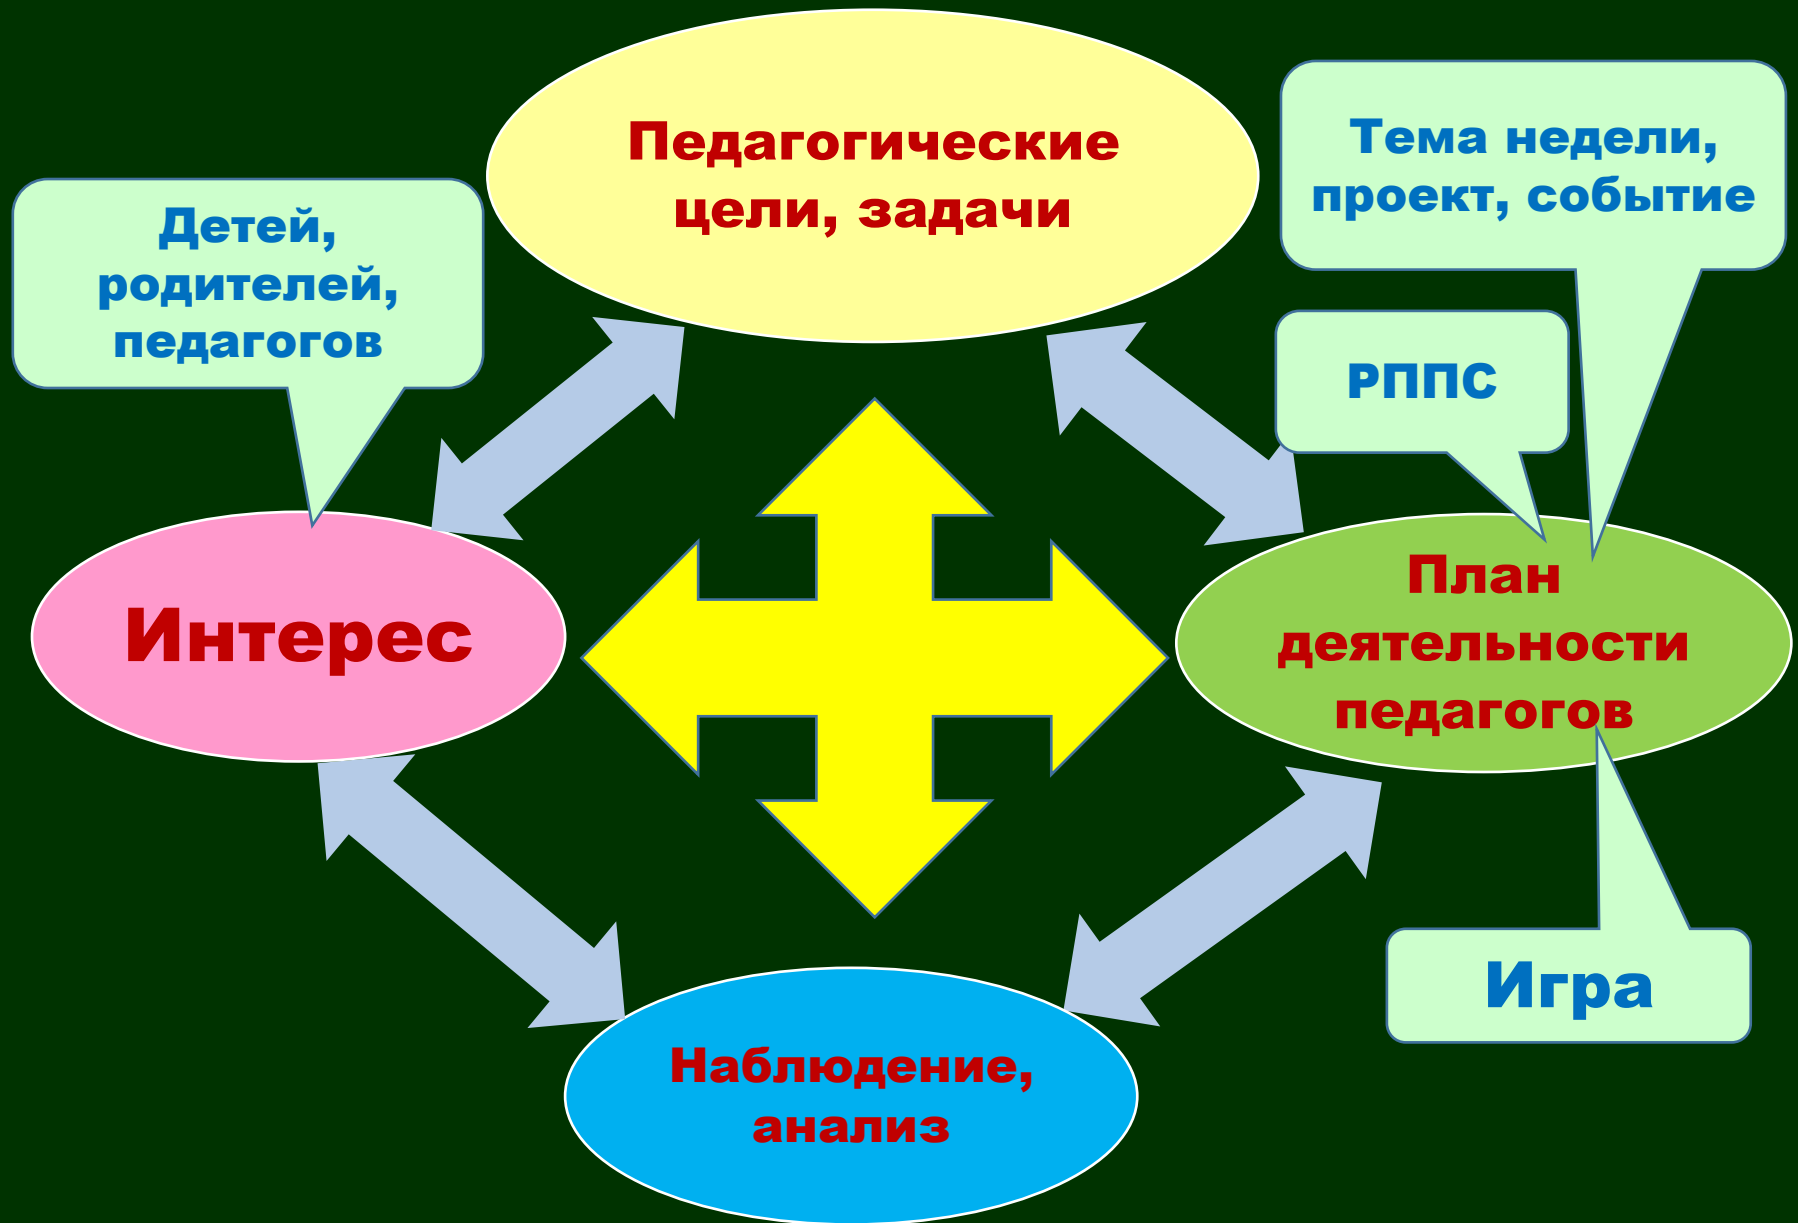 Педагогические
цели, задачи
Тема недели,
проект, событие
Детей,
родителей,
педагогов
РППС
Интерес
План
деятельности
педагогов
Игра
Наблюдение,
анализ